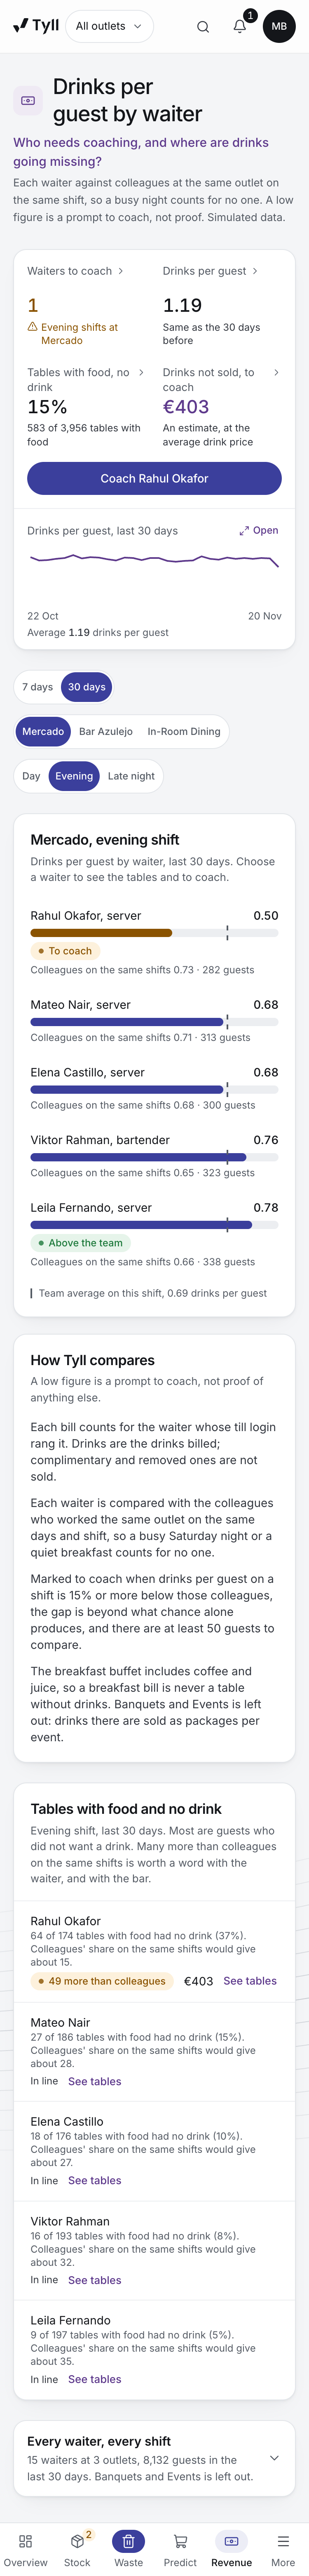 Tyll
All outlets
1
MB
Drinks per
guest by waiter
Who needs coaching, and where are drinks
going missing?
Each waiter against colleagues at the same outlet on
the same shift, so a busy night counts for no one. A low
figure is a prompt to coach, not proof. Simulated data.
Waiters to coach
1
Evening shifts at
Mercado
Drinks per guest
1.19
Same as the 30 days
before
Tables with food, no
drink
15%
583 of 3,956 tables with
food
Drinks not sold, to
coach
€403
An estimate, at the
average drink price
Coach Rahul Okafor
Drinks per guest, last 30 days
Open
22 Oct
20 Nov
Average 1.19 drinks per guest
7 days
30 days
Mercado
Bar Azulejo
In-Room Dining
Day
Evening
Late night
Mercado, evening shift
Drinks per guest by waiter, last 30 days. Choose
a waiter to see the tables and to coach.
Rahul Okafor, server 0.50
To coach
Colleagues on the same shifts 0.73 · 282 guests
Mateo Nair, server 0.68
Colleagues on the same shifts 0.71 · 313 guests
Elena Castillo, server 0.68
Colleagues on the same shifts 0.68 · 300 guests
Viktor Rahman, bartender 0.76
Colleagues on the same shifts 0.65 · 323 guests
Leila Fernando, server 0.78
Above the team
Colleagues on the same shifts 0.66 · 338 guests
Team average on this shift, 0.69 drinks per guest
How Tyll compares
A low figure is a prompt to coach, not proof of
anything else.
Each bill counts for the waiter whose till login
rang it. Drinks are the drinks billed;
complimentary and removed ones are not
sold.
Each waiter is compared with the colleagues
who worked the same outlet on the same
days and shift, so a busy Saturday night or a
quiet breakfast counts for no one.
Marked to coach when drinks per guest on a
shift is 15% or more below those colleagues,
the gap is beyond what chance alone
produces, and there are at least 50 guests to
compare.
The breakfast buffet includes coffee and
juice, so a breakfast bill is never a table
without drinks. Banquets and Events is left
out: drinks there are sold as packages per
event.
Tables with food and no drink
Evening shift, last 30 days. Most are guests who
did not want a drink. Many more than colleagues
on the same shifts is worth a word with the
waiter, and with the bar.
Rahul Okafor
64 of 174 tables with food had no drink (37%).
Colleagues' share on the same shifts would give
about 15.
49 more than colleagues
€403
See tables
Mateo Nair
27 of 186 tables with food had no drink (15%).
Colleagues' share on the same shifts would give
about 28.
In line
See tables
Elena Castillo
18 of 176 tables with food had no drink (10%).
Colleagues' share on the same shifts would give
about 27.
In line
See tables
Viktor Rahman
16 of 193 tables with food had no drink (8%).
Colleagues' share on the same shifts would give
about 32.
In line
See tables
Leila Fernando
9 of 197 tables with food had no drink (5%).
Colleagues' share on the same shifts would give
about 35.
In line
See tables
Every waiter, every shift
15 waiters at 3 outlets, 8,132 guests in the
last 30 days. Banquets and Events is left out.
2
Overview
Stock
Waste
Predict
Revenue
More